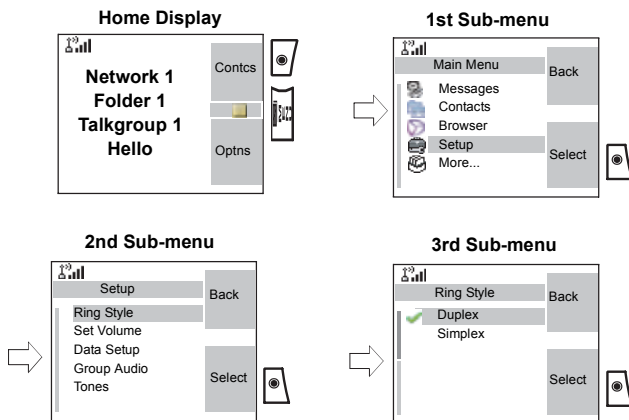 Home Display
Contcs
Network 1
Folder 1
Talkgroup 1
Hello
Optns
1st Sub-menu
Main Menu
Back
Messages
Contacts
Browser
Setup
More...
Select
2nd Sub-menu
Setup
Back
Ring Style
Set Volume
Data Setup
Group Audio
Tones
Select
3rd Sub-menu
Ring Style
Back
Duplex
Simplex
Select